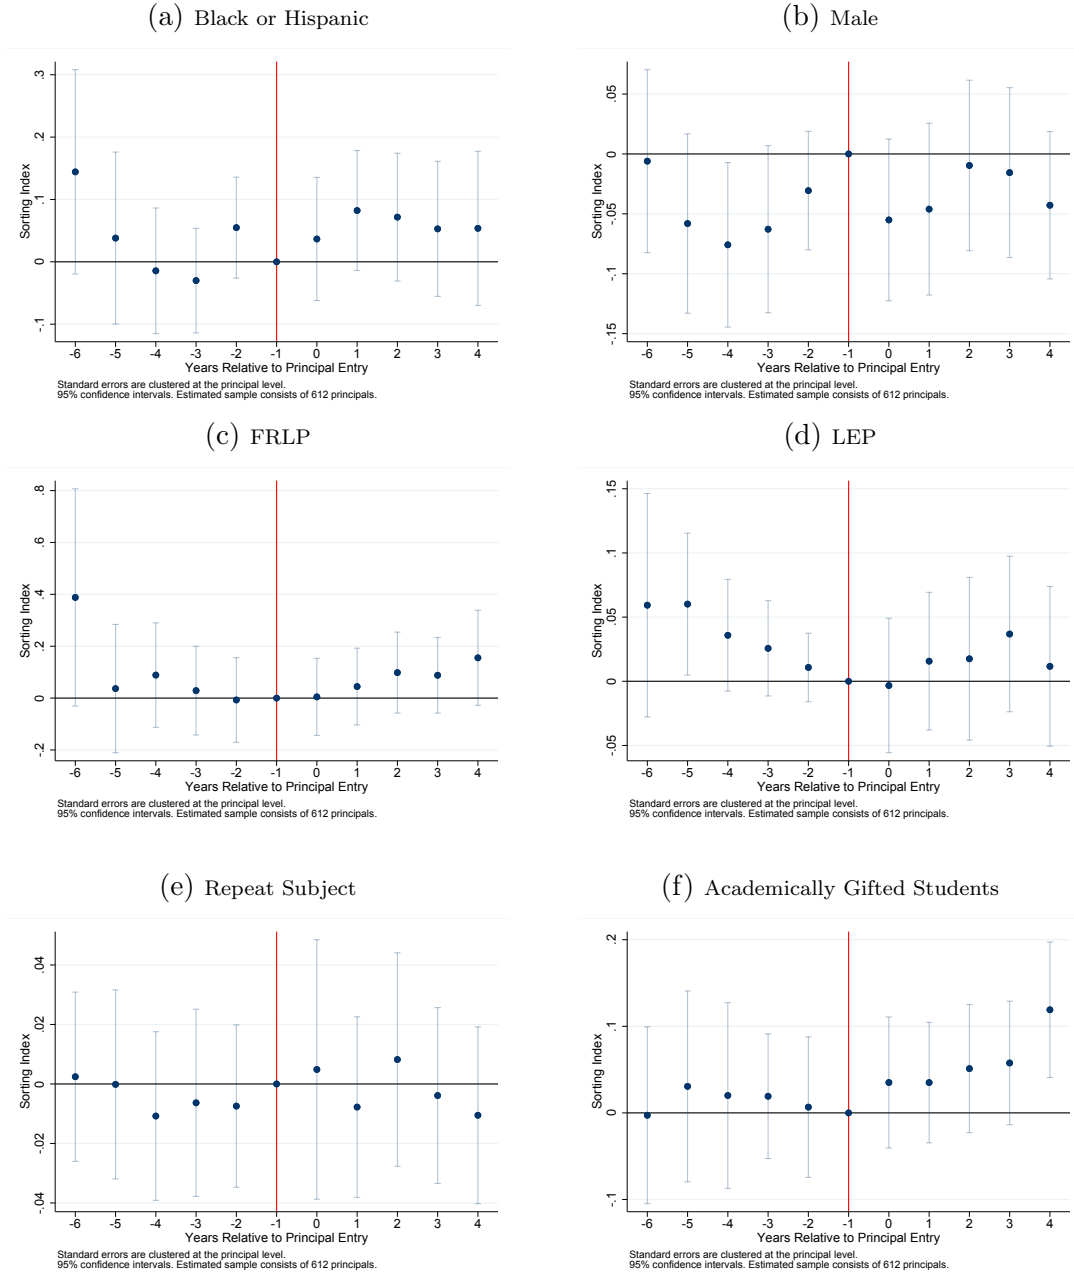 (a) Black or Hispanic
Sorting Index
.3
.2
.1
0
-.1
-6 -5 -4 -3 -2 -1 0 1 2 3 4
Years Relative to Principal Entry
Standard errors are clustered at the principal level.
95% confidence intervals. Estimated sample consists of 612 principals.
(b) Male
Sorting Index
.05
0
-.05
-.1
-.15
-6 -5 -4 -3 -2 -1 0 1 2 3 4
Years Relative to Principal Entry
Standard errors are clustered at the principal level.
95% confidence intervals. Estimated sample consists of 612 principals.
(c) FRLP
Sorting Index
.8
.6
.4
.2
0
-.2
-6 -5 -4 -3 -2 -1 0 1 2 3 4
Years Relative to Principal Entry
Standard errors are clustered at the principal level.
95% confidence intervals. Estimated sample consists of 612 principals.
(d) LEP
Sorting Index
.15
.1
.05
0
-.05
-6 -5 -4 -3 -2 -1 0 1 2 3 4
Years Relative to Principal Entry
Standard errors are clustered at the principal level.
95% confidence intervals. Estimated sample consists of 612 principals.
(e) Repeat Subject
Sorting Index
.04
.02
0
-.02
-.04
-6 -5 -4 -3 -2 -1 0 1 2 3 4
Years Relative to Principal Entry
Standard errors are clustered at the principal level.
95% confidence intervals. Estimated sample consists of 612 principals.
(f) Academically Gifted Students
Sorting Index
.2
.1
0
-.1
-6 -5 -4 -3 -2 -1 0 1 2 3 4
Years Relative to Principal Entry
Standard errors are clustered at the principal level.
95% confidence intervals. Estimated sample consists of 612 principals.